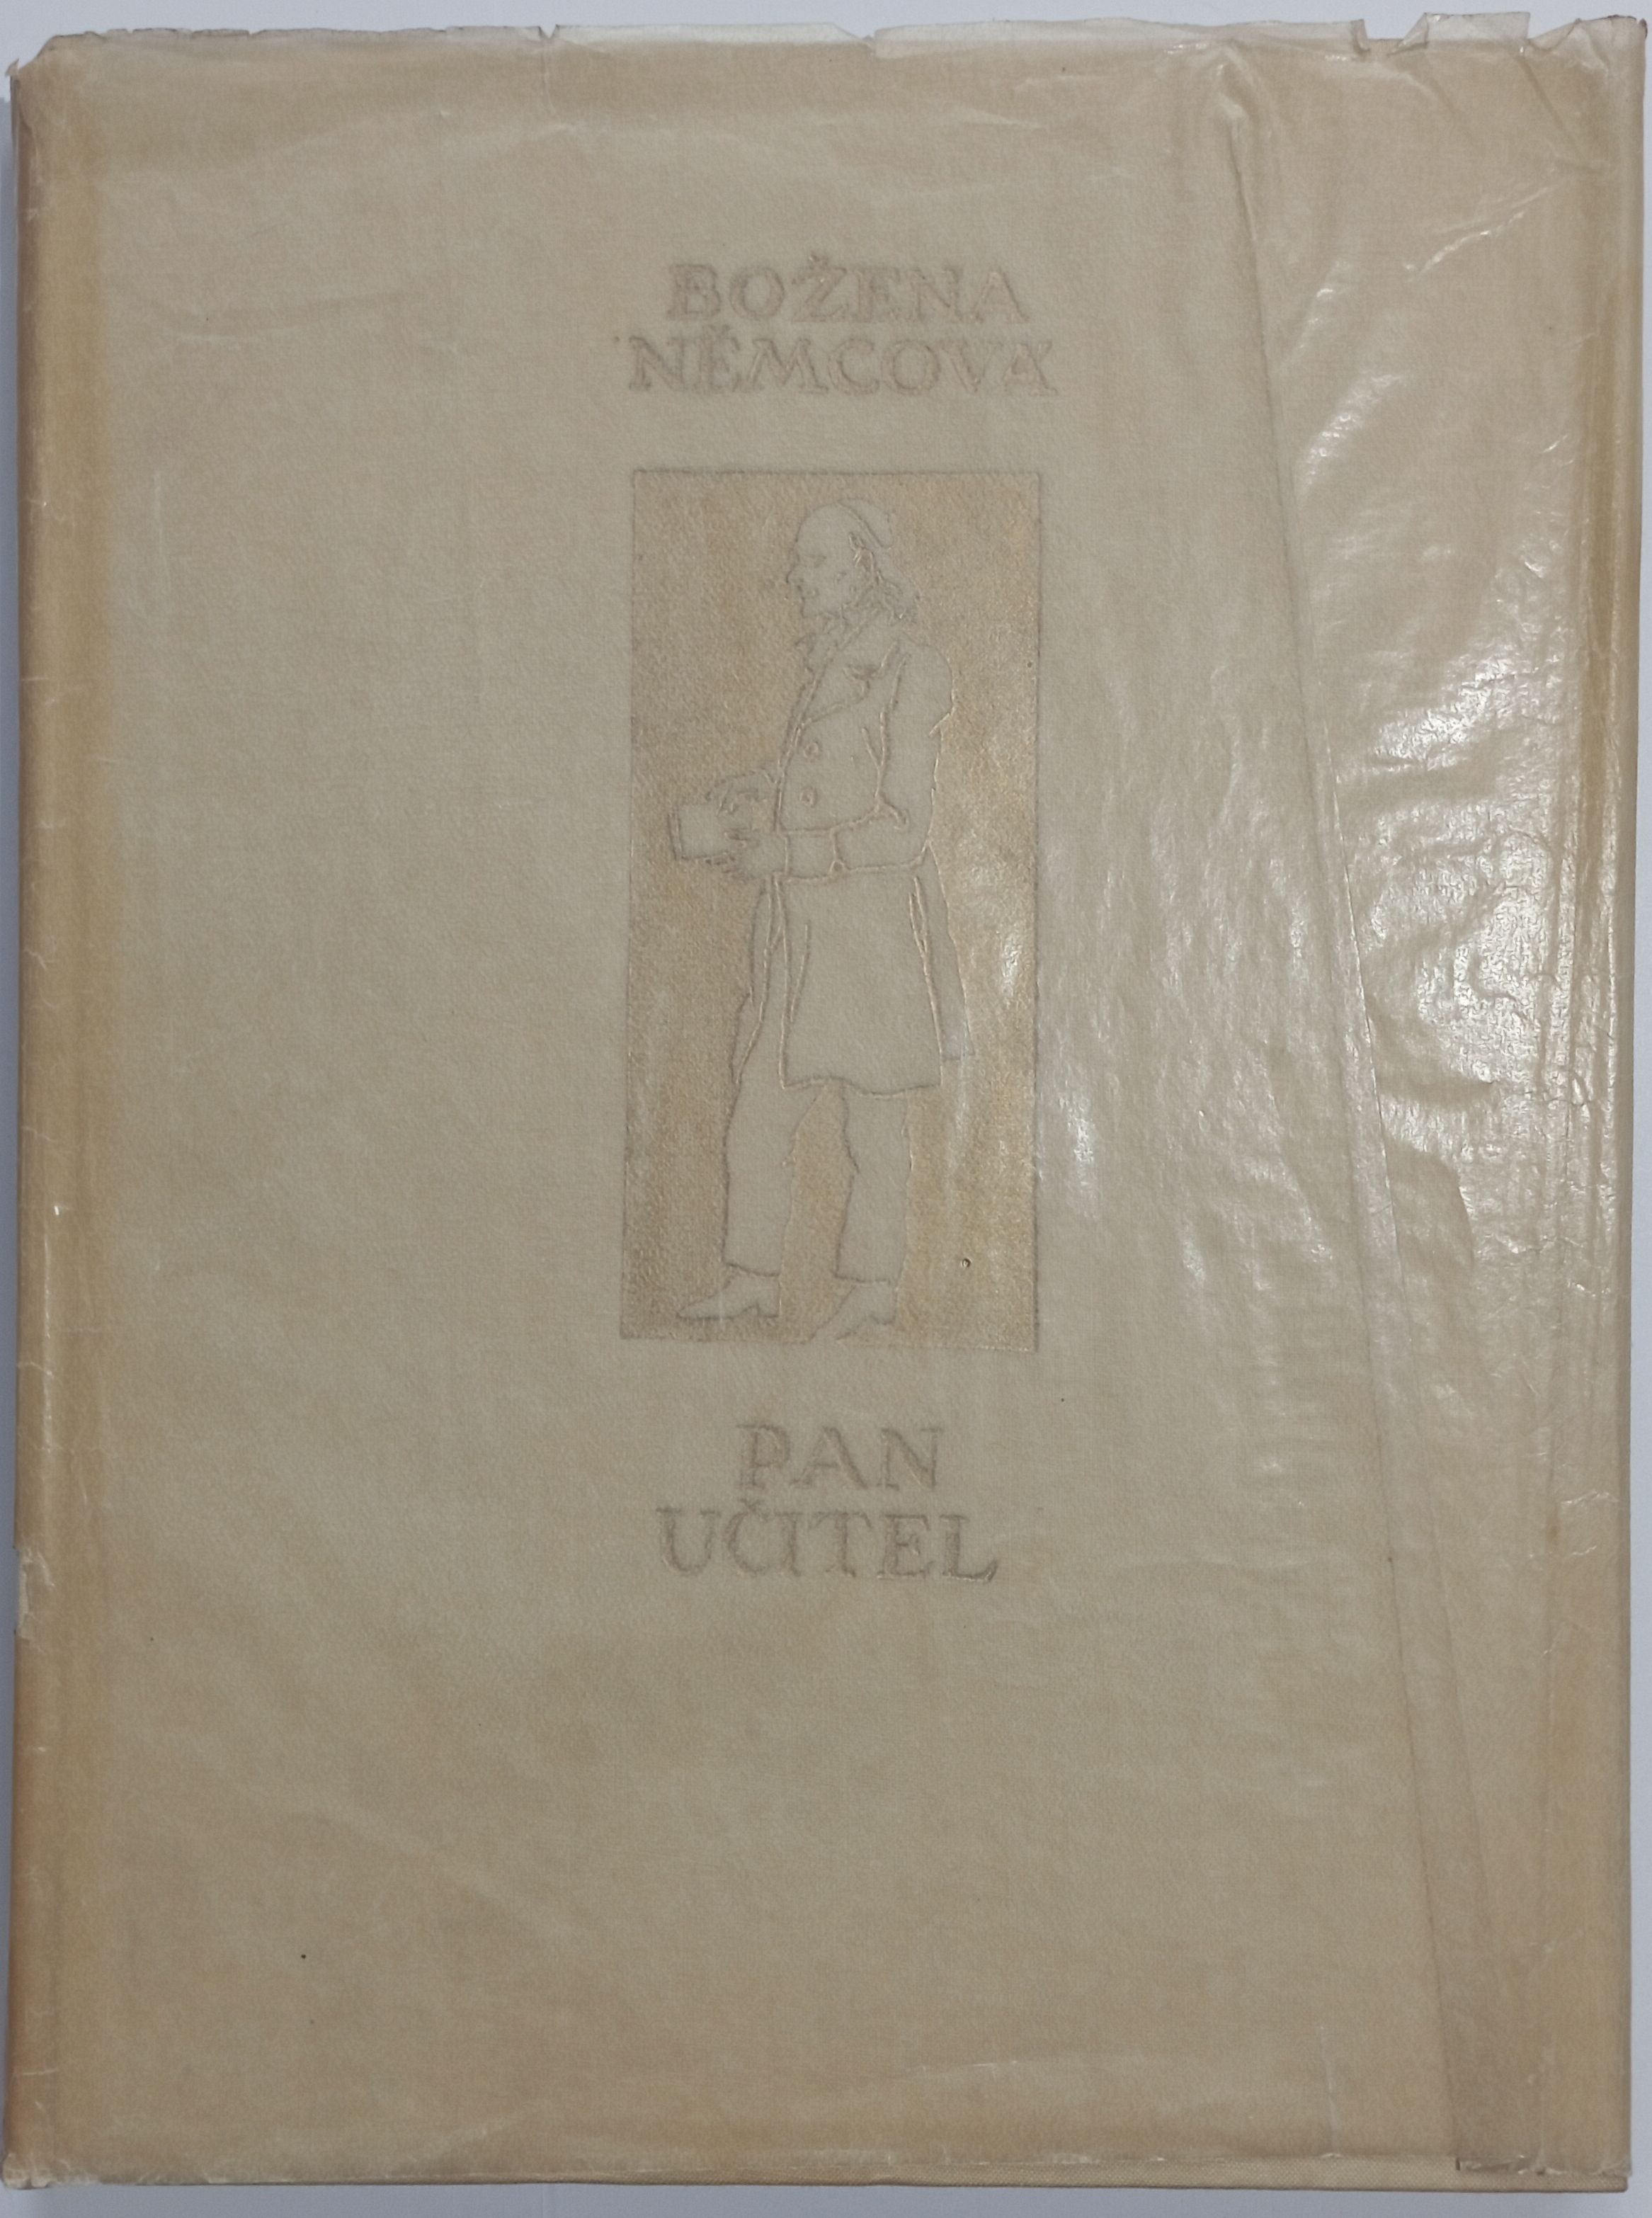 BOŽENA
NĚMCOVÁ
PAN
UČITEL